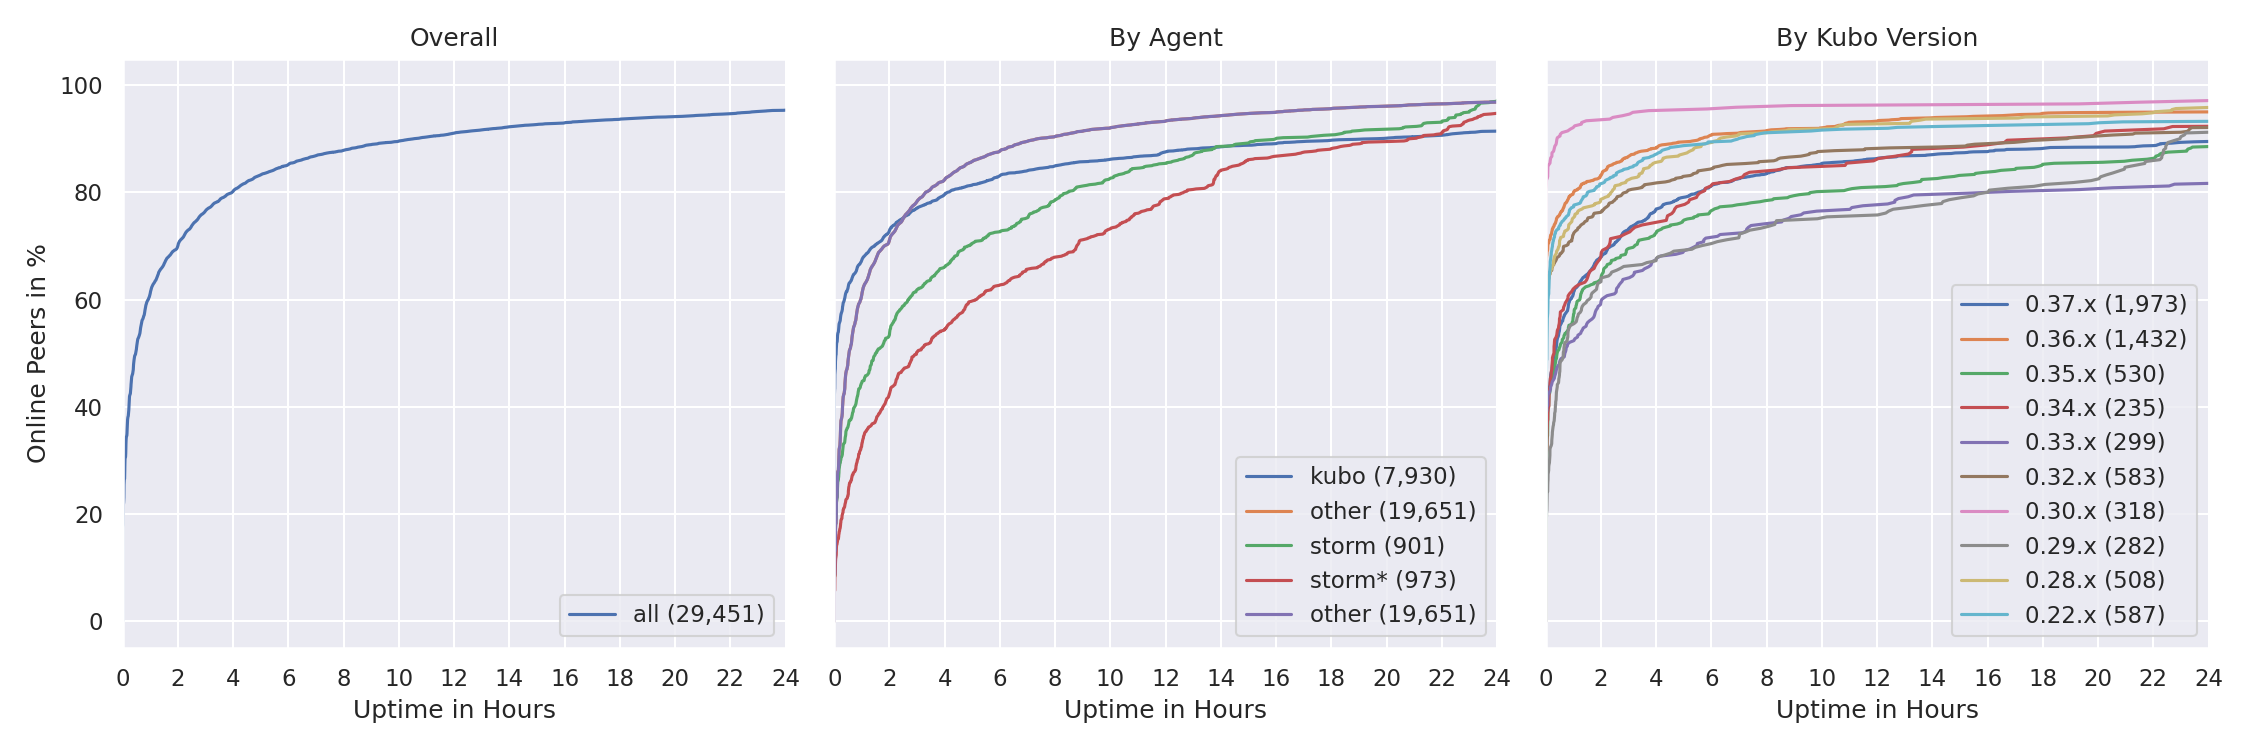 Overall
By Agent
By Kubo Version
Online Peers in %
100
80
60
40
20
0
all (29,451)
kubo (7,930)
other (19,651)
storm (901)
storm* (973)
other (19,651)
0.37.x (1,973)
0.36.x (1,432)
0.35.x (530)
0.34.x (235)
0.33.x (299)
0.32.x (583)
0.30.x (318)
0.29.x (282)
0.28.x (508)
0.22.x (587)
0 2 4 6 8 10 12 14 16 18 20 22 24
0 2 4 6 8 10 12 14 16 18 20 22 24
0 2 4 6 8 10 12 14 16 18 20 22 24
Uptime in Hours
Uptime in Hours
Uptime in Hours